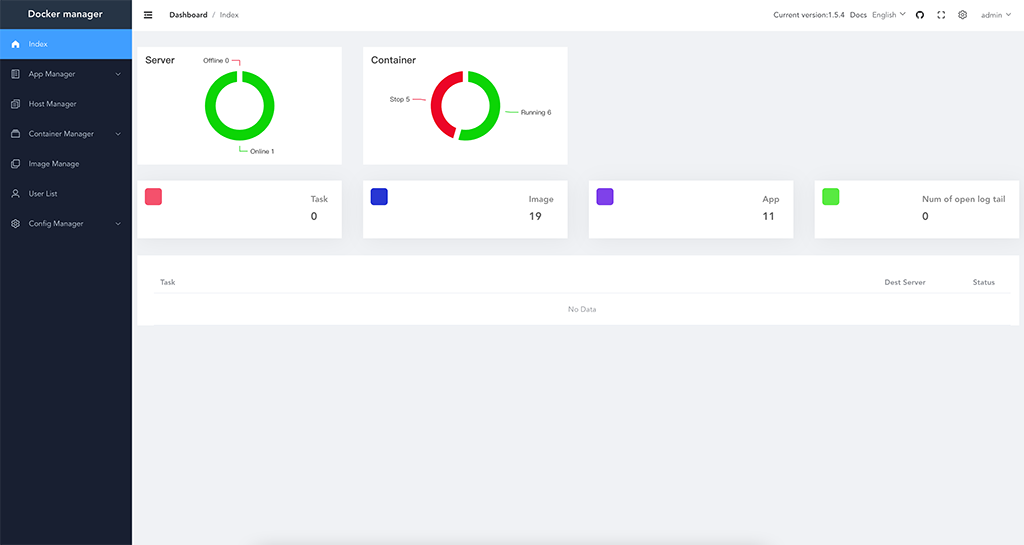 Docker manager
Index
App Manager
Host Manager
Container Manager
Image Manage
User List
Config Manager
Dashboard / Index
Current version:1.5.4 Docs English
admin
Server
Offline 0
Online 1
Container
Stop 5
Running 6
Task
0
Image
19
App
11
Num of open log tail
0
Task Dest Server Status
No Data